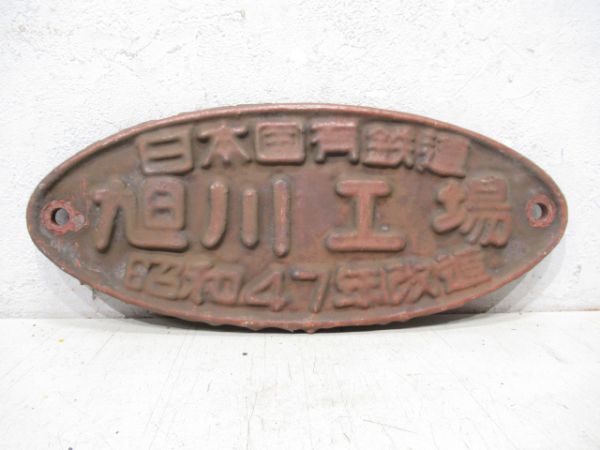 日本国有鉄道
旭川工場
昭和47年改造